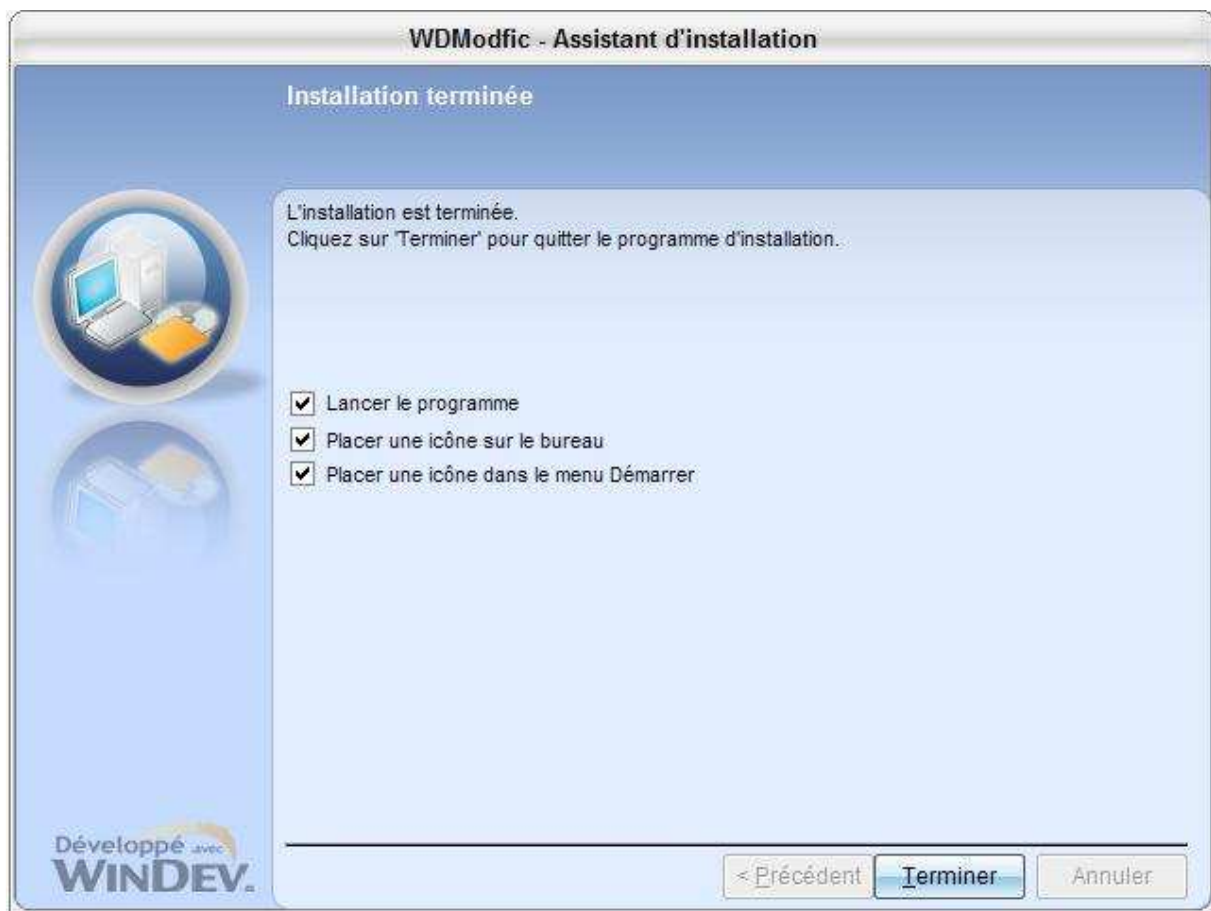 WDModfic - Assistant d'installation
Installation terminée
L'installation est terminée.
Cliquez sur 'Terminer' pour quitter le programme d'installation.
Lancer le programme
Placer une icône sur le bureau
Placer une icône dans le menu Démarrer
Développé avec
WINDEV.
< Précédent
Terminer
Annuler